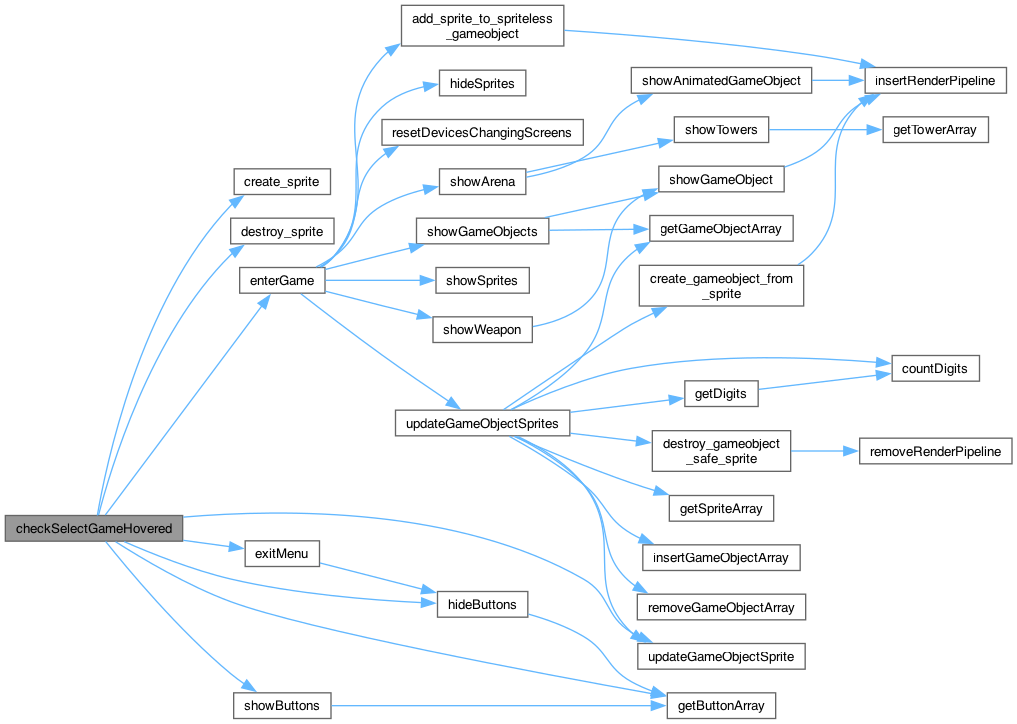 add_sprite_to_spriteless
_gameobject
hideSprites
showAnimatedGameObject
insertRenderPipeline
resetDevicesChangingScreens
showTowers
getTowerArray
create_sprite
showArena
showGameObject
destroy_sprite
showGameObjects
getGameObjectArray
enterGame
showSprites
create_gameobject_from
_sprite
showWeapon
countDigits
getDigits
updateGameObjectSprites
destroy_gameobject
_safe_sprite
removeRenderPipeline
getSpriteArray
checkSelectGameHovered
exitMenu
insertGameObjectArray
hideButtons
removeGameObjectArray
updateGameObjectSprite
showButtons
getButtonArray